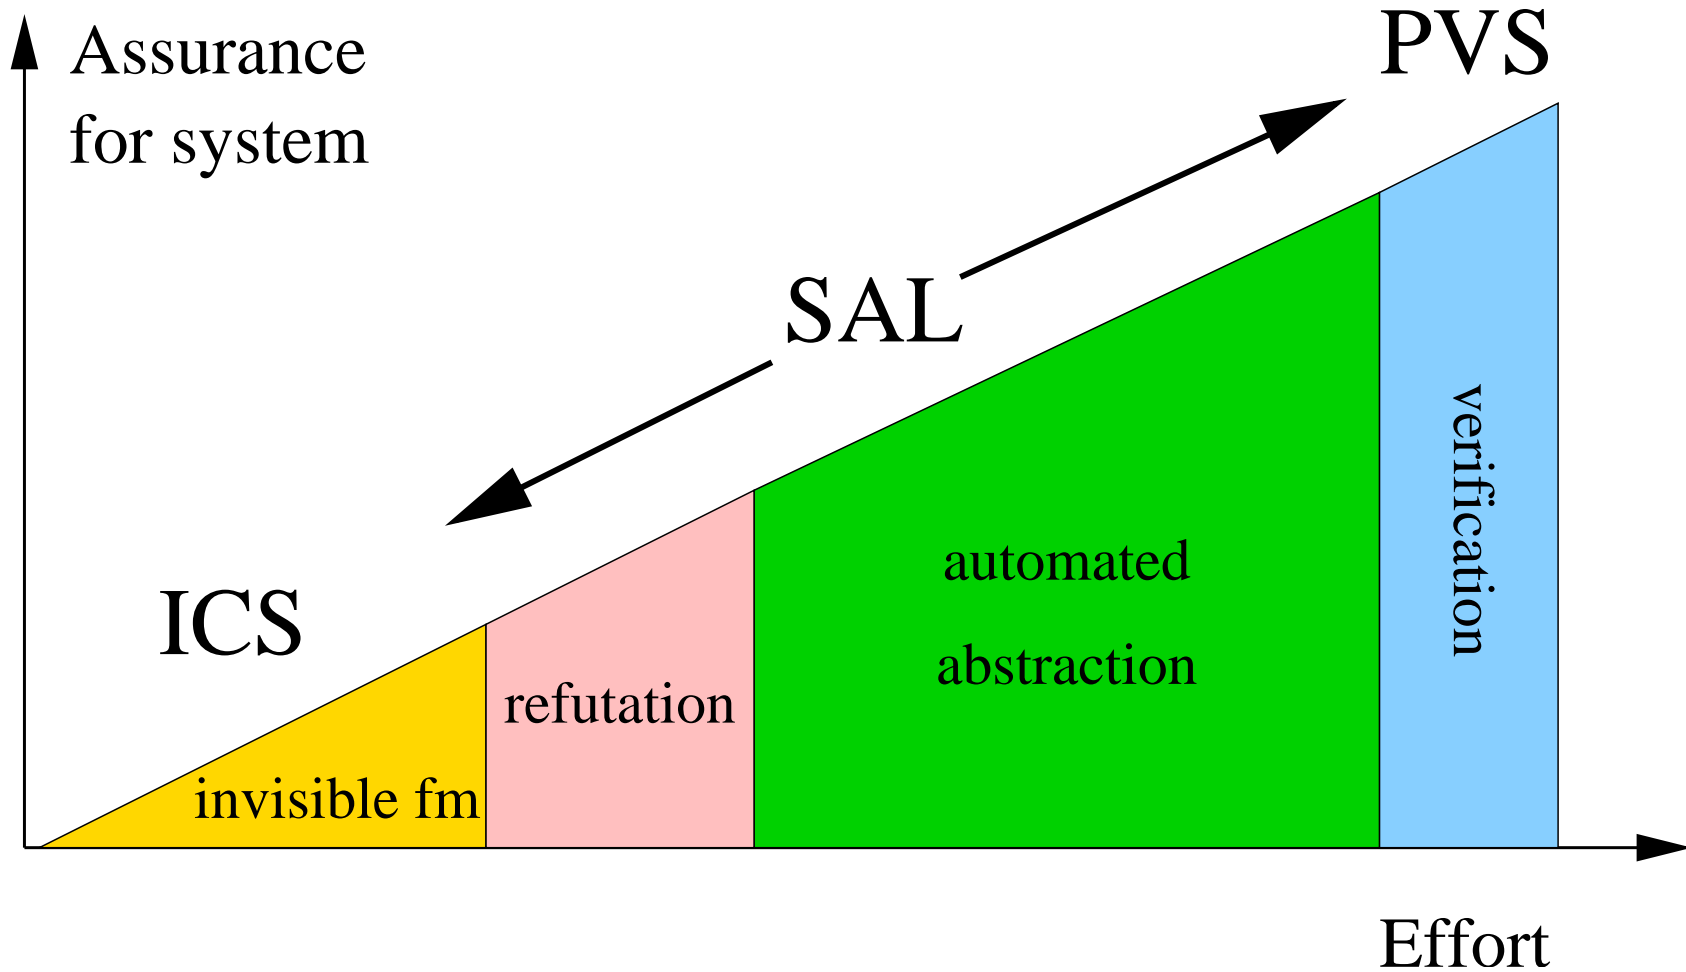 Assurance
for system
PVS
SAL
ICS
automated
abstraction
verification
refutation
invisible fm
Effort